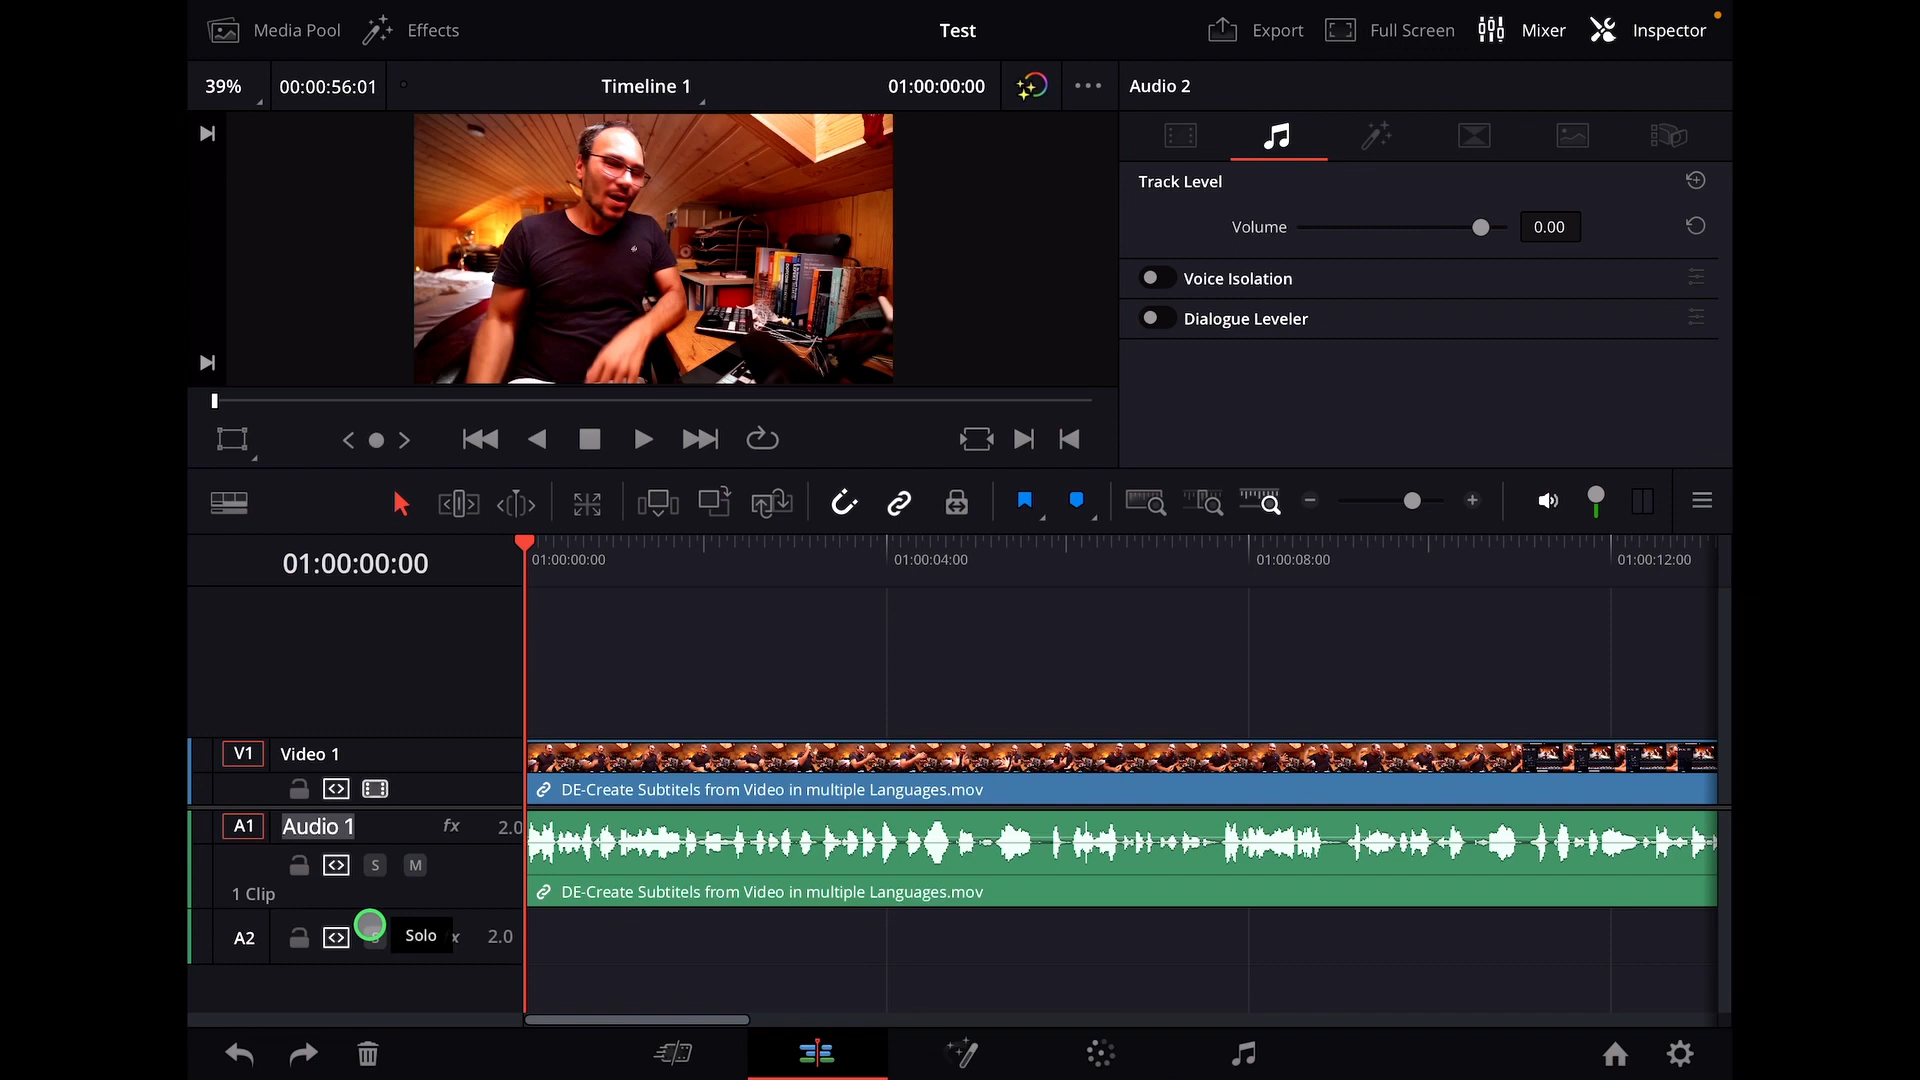 Media Pool
Effects
Test
Export
Full Screen
Mixer
Inspector
39%
00:00:56:01
Timeline 1
01:00:00:00
Audio 2
Track Level
Volume
0.00
Voice Isolation
Dialogue Leveler
01:00:00:00
01:00:00:00
01:00:04:00
01:00:08:00
01:00:12:00
V1
Video 1
DE-Create Subtitels from Video in multiple Languages.mov
A1
Audio 1
fx
2.0
S
M
1 Clip
DE-Create Subtitels from Video in multiple Languages.mov
A2
S
Solo
x
2.0